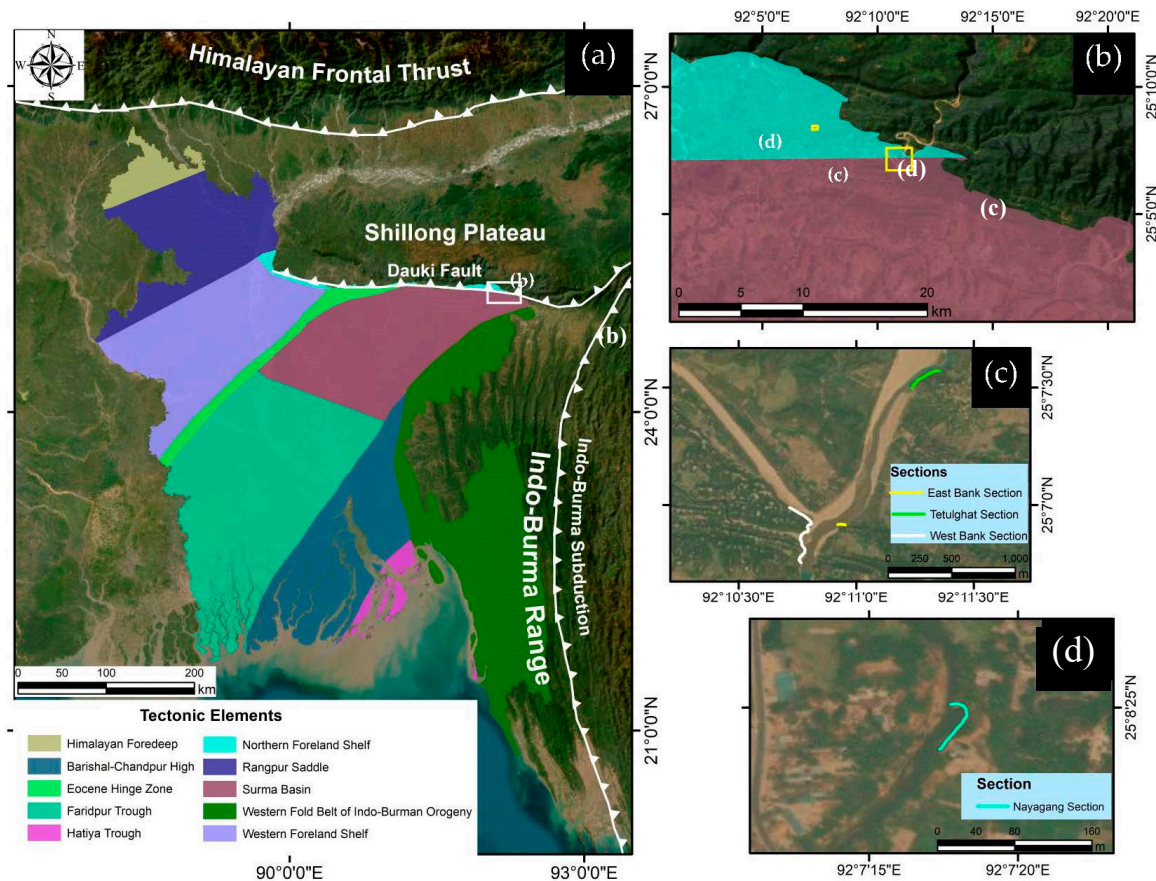 (a)
N
W E
S
Himalayan Frontal Thrust
Shillong Plateau
Dauki Fault
(b)
(b)
Indo-Burma Range
Indo-Burma Subduction
27°0'0"N
24°0'0"N
21°0'0"N
0 50 100 200
km
90°0'0"E
93°0'0"E
Tectonic Elements
Himalayan Foredeep
Barishal-Chandpur High
Eocene Hinge Zone
Faridpur Trough
Hatiya Trough
Northern Foreland Shelf
Rangpur Saddle
Surma Basin
Western Fold Belt of Indo-Burman Orogeny
Western Foreland Shelf
92°5'0"E
92°10'0"E
92°15'0"E
92°20'0"E
(b)
25°10'0"N
25°5'0"N
(d)
(c)
(d)
(c)
0 5 10 20
km
(c)
25°7'30"N
25°7'0"N
Sections
East Bank Section
Tetulghat Section
West Bank Section
0 250 500 1,000
m
92°10'30"E
92°11'0"E
92°11'30"E
(d)
25°8'25"N
Section
Nayagang Section
0 40 80 160
m
92°7'15"E
92°7'20"E